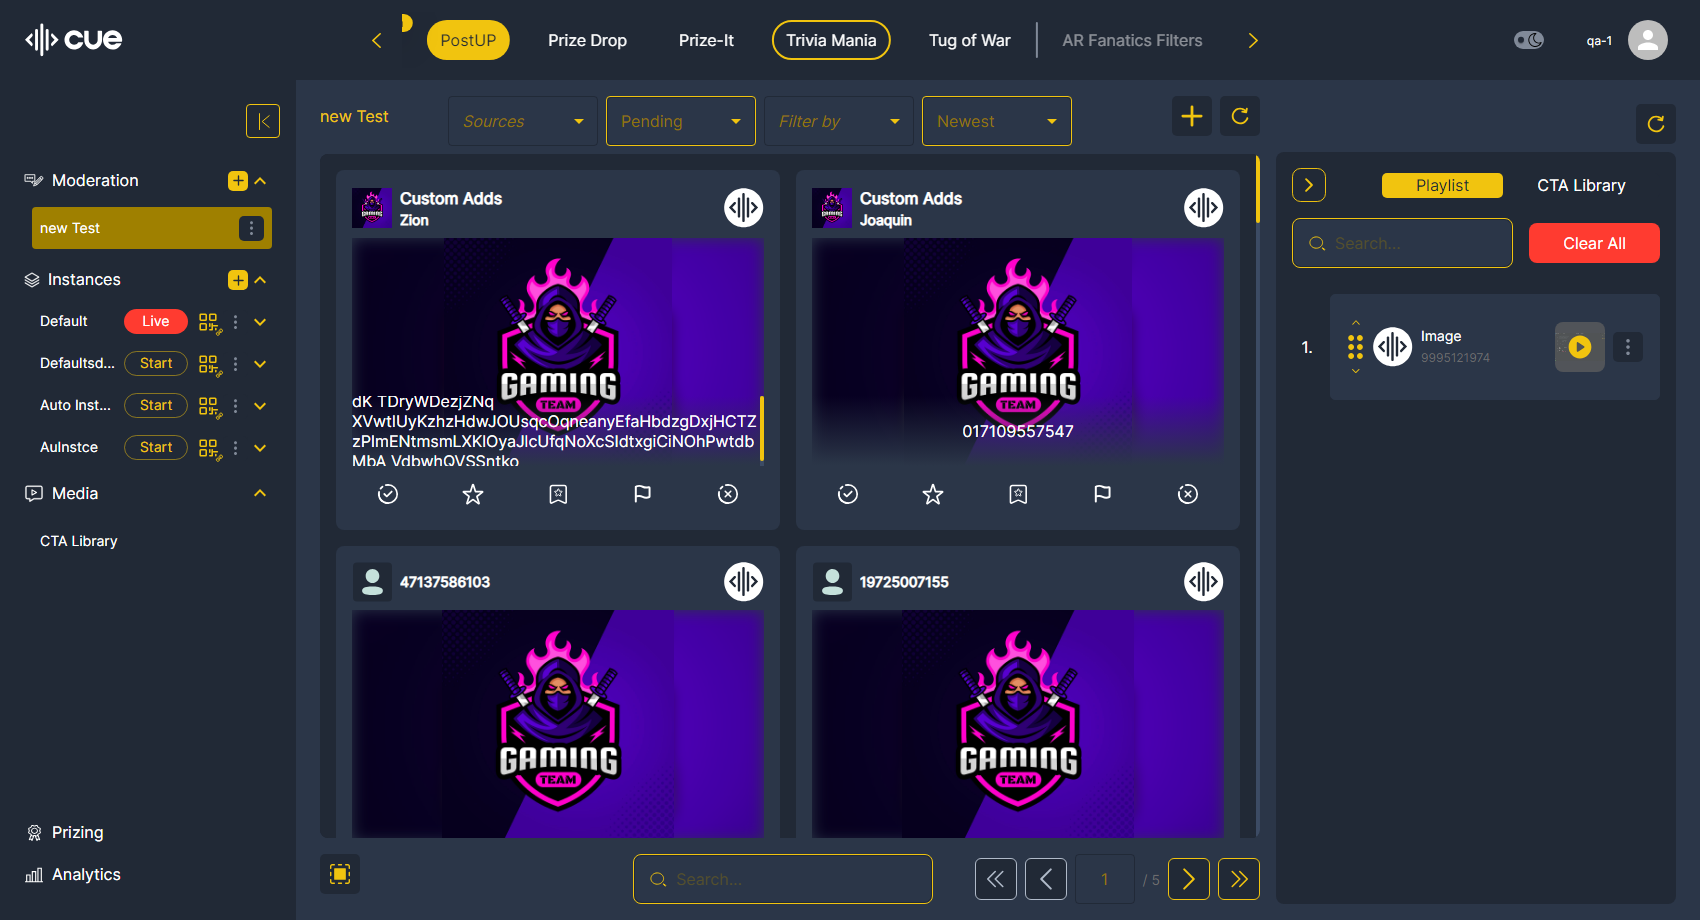 cue
PostUP
Prize Drop
Prize-It
Trivia Mania
Tug of War
AR Fanatics Filters
qa-1
Moderation
new Test
Instances
Default
Live
Defaultsd...
Start
Auto Inst...
Start
AuInstce
Start
Media
CTA Library
Prizing
Analytics
new Test
Sources
Pending
Filter by
Newest
Custom Adds
Zion
GAMING
TEAM
dK TDryWDezjZNq
XVwtIUyKzhzHdwJOUsqcOqneanyEfaHbdzgDxjHCTZ
zPlmENtmsmLXKlOyaJlcUfqNoXcSIdtxgiCiNOhPwtdb
MbA VdbwhQVSSntko
Custom Adds
Joaquin
GAMING
TEAM
017109557547
47137586103
GAMING
TEAM
19725007155
GAMING
TEAM
Search...
1
/ 5
Playlist
CTA Library
Search...
Clear All
1.
Image
9995121974